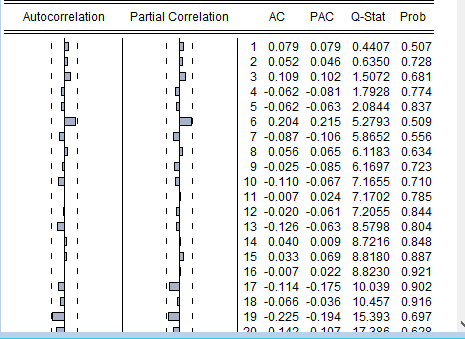 Autocorrelation Partial Correlation AC PAC Q-Stat Prob
1 0.079 0.079 0.4407 0.507
2 0.052 0.046 0.6350 0.728
3 0.109 0.102 1.5072 0.681
4 -0.062 -0.081 1.7928 0.774
5 -0.062 -0.063 2.0844 0.837
6 0.204 0.215 5.2793 0.509
7 -0.087 -0.106 5.8652 0.556
8 0.056 0.065 6.1183 0.634
9 -0.025 -0.085 6.1697 0.723
10 -0.110 -0.067 7.1655 0.710
11 -0.007 0.024 7.1702 0.785
12 -0.020 -0.061 7.2055 0.844
13 -0.126 -0.063 8.5798 0.804
14 0.040 0.009 8.7216 0.848
15 0.033 0.069 8.8180 0.887
16 -0.007 0.022 8.8230 0.921
17 -0.114 -0.175 10.039 0.902
18 -0.066 -0.036 10.457 0.916
19 -0.225 -0.194 15.393 0.697